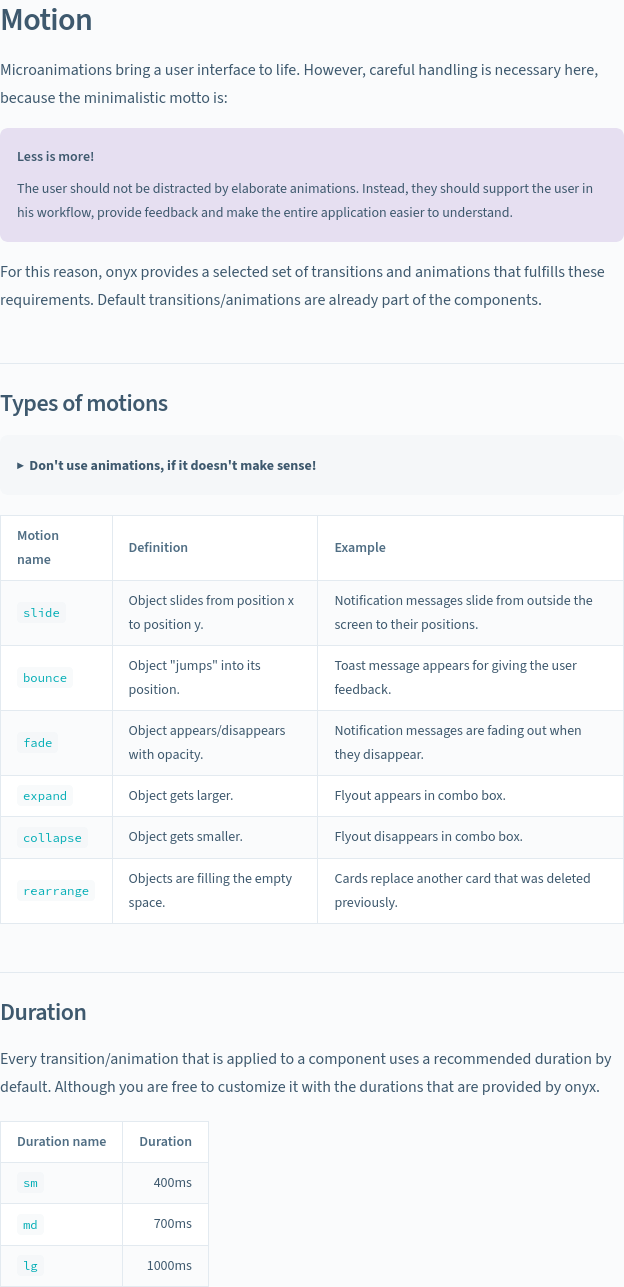 Motion
Microanimations bring a user interface to life. However, careful handling is necessary here,
because the minimalistic motto is:
Less is more!
The user should not be distracted by elaborate animations. Instead, they should support the user in
his workflow, provide feedback and make the entire application easier to understand.
For this reason, onyx provides a selected set of transitions and animations that fulfills these
requirements. Default transitions/animations are already part of the components.
Types of motions
▸ Don't use animations, if it doesn't make sense!
Motion
name
Definition
Example
slide
Object slides from position x
to position y.
Notification messages slide from outside the
screen to their positions.
bounce
Object "jumps" into its
position.
Toast message appears for giving the user
feedback.
fade
Object appears/disappears
with opacity.
Notification messages are fading out when
they disappear.
expand
Object gets larger.
Flyout appears in combo box.
collapse
Object gets smaller.
Flyout disappears in combo box.
rearrange
Objects are filling the empty
space.
Cards replace another card that was deleted
previously.
Duration
Every transition/animation that is applied to a component uses a recommended duration by
default. Although you are free to customize it with the durations that are provided by onyx.
Duration name
Duration
sm
400ms
md
700ms
lg
1000ms